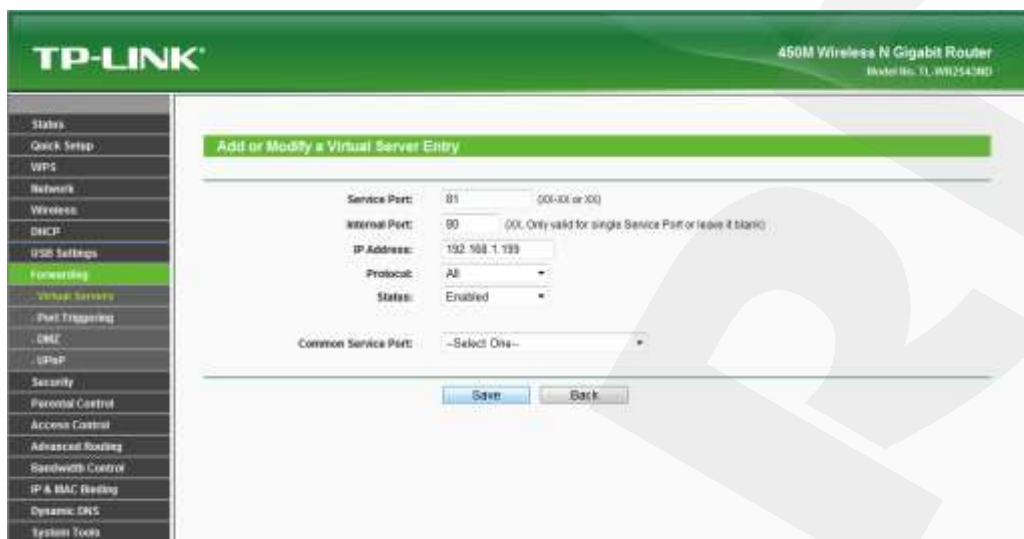 TP-LINK
450M Wireless N Gigabit Router
Model No. TL-WR2543ND
Status
Quick Setup
WPS
Network
Wireless
DHCP
USB Settings
Forwarding
- Virtual Servers
- Port Triggering
- DMZ
- UPnP
Security
Parental Control
Access Control
Advanced Routing
Bandwidth Control
IP & MAC Binding
Dynamic DNS
System Tools
Add or Modify a Virtual Server Entry
Service Port: 81 (XX-XX or XX)
Internal Port: 80 (XX, Only valid for single Service Port or leave it blank)
IP Address: 192.168.1.199
Protocol: All
Status: Enabled
Common Service Port: --Select One--
Save Back